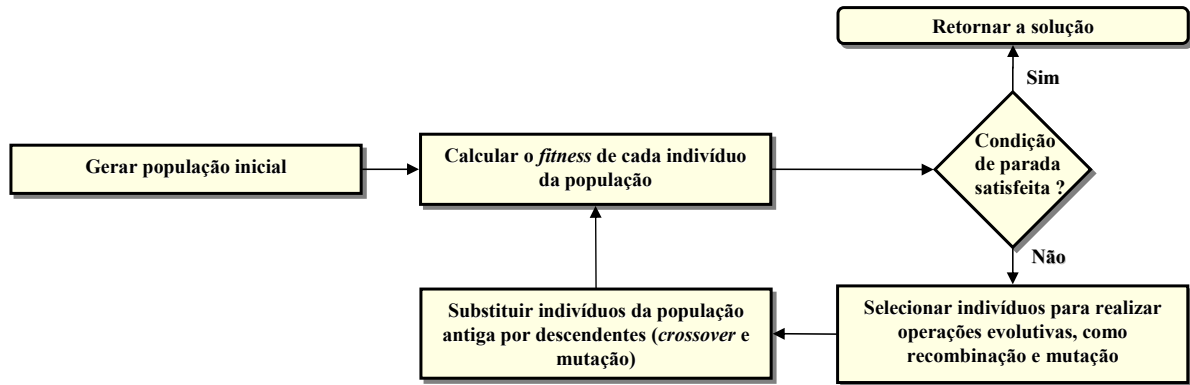 Retornar a solução
Sim
Gerar população inicial
Calcular o fitness de cada indivíduo
da população
Condição
de parada
satisfeita ?
Não
Substituir indivíduos da população
antiga por descendentes (crossover e
mutação)
Selecionar indivíduos para realizar
operações evolutivas, como
recombinação e mutação